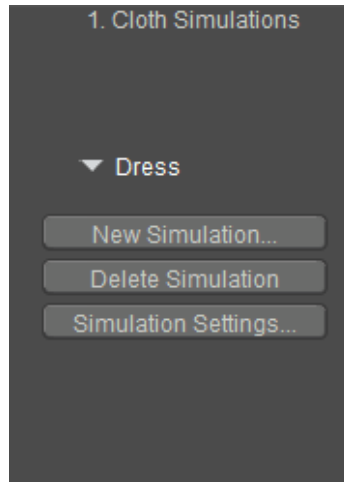 1. Cloth Simulations
Dress
New Simulation...
Delete Simulation
Simulation Settings...